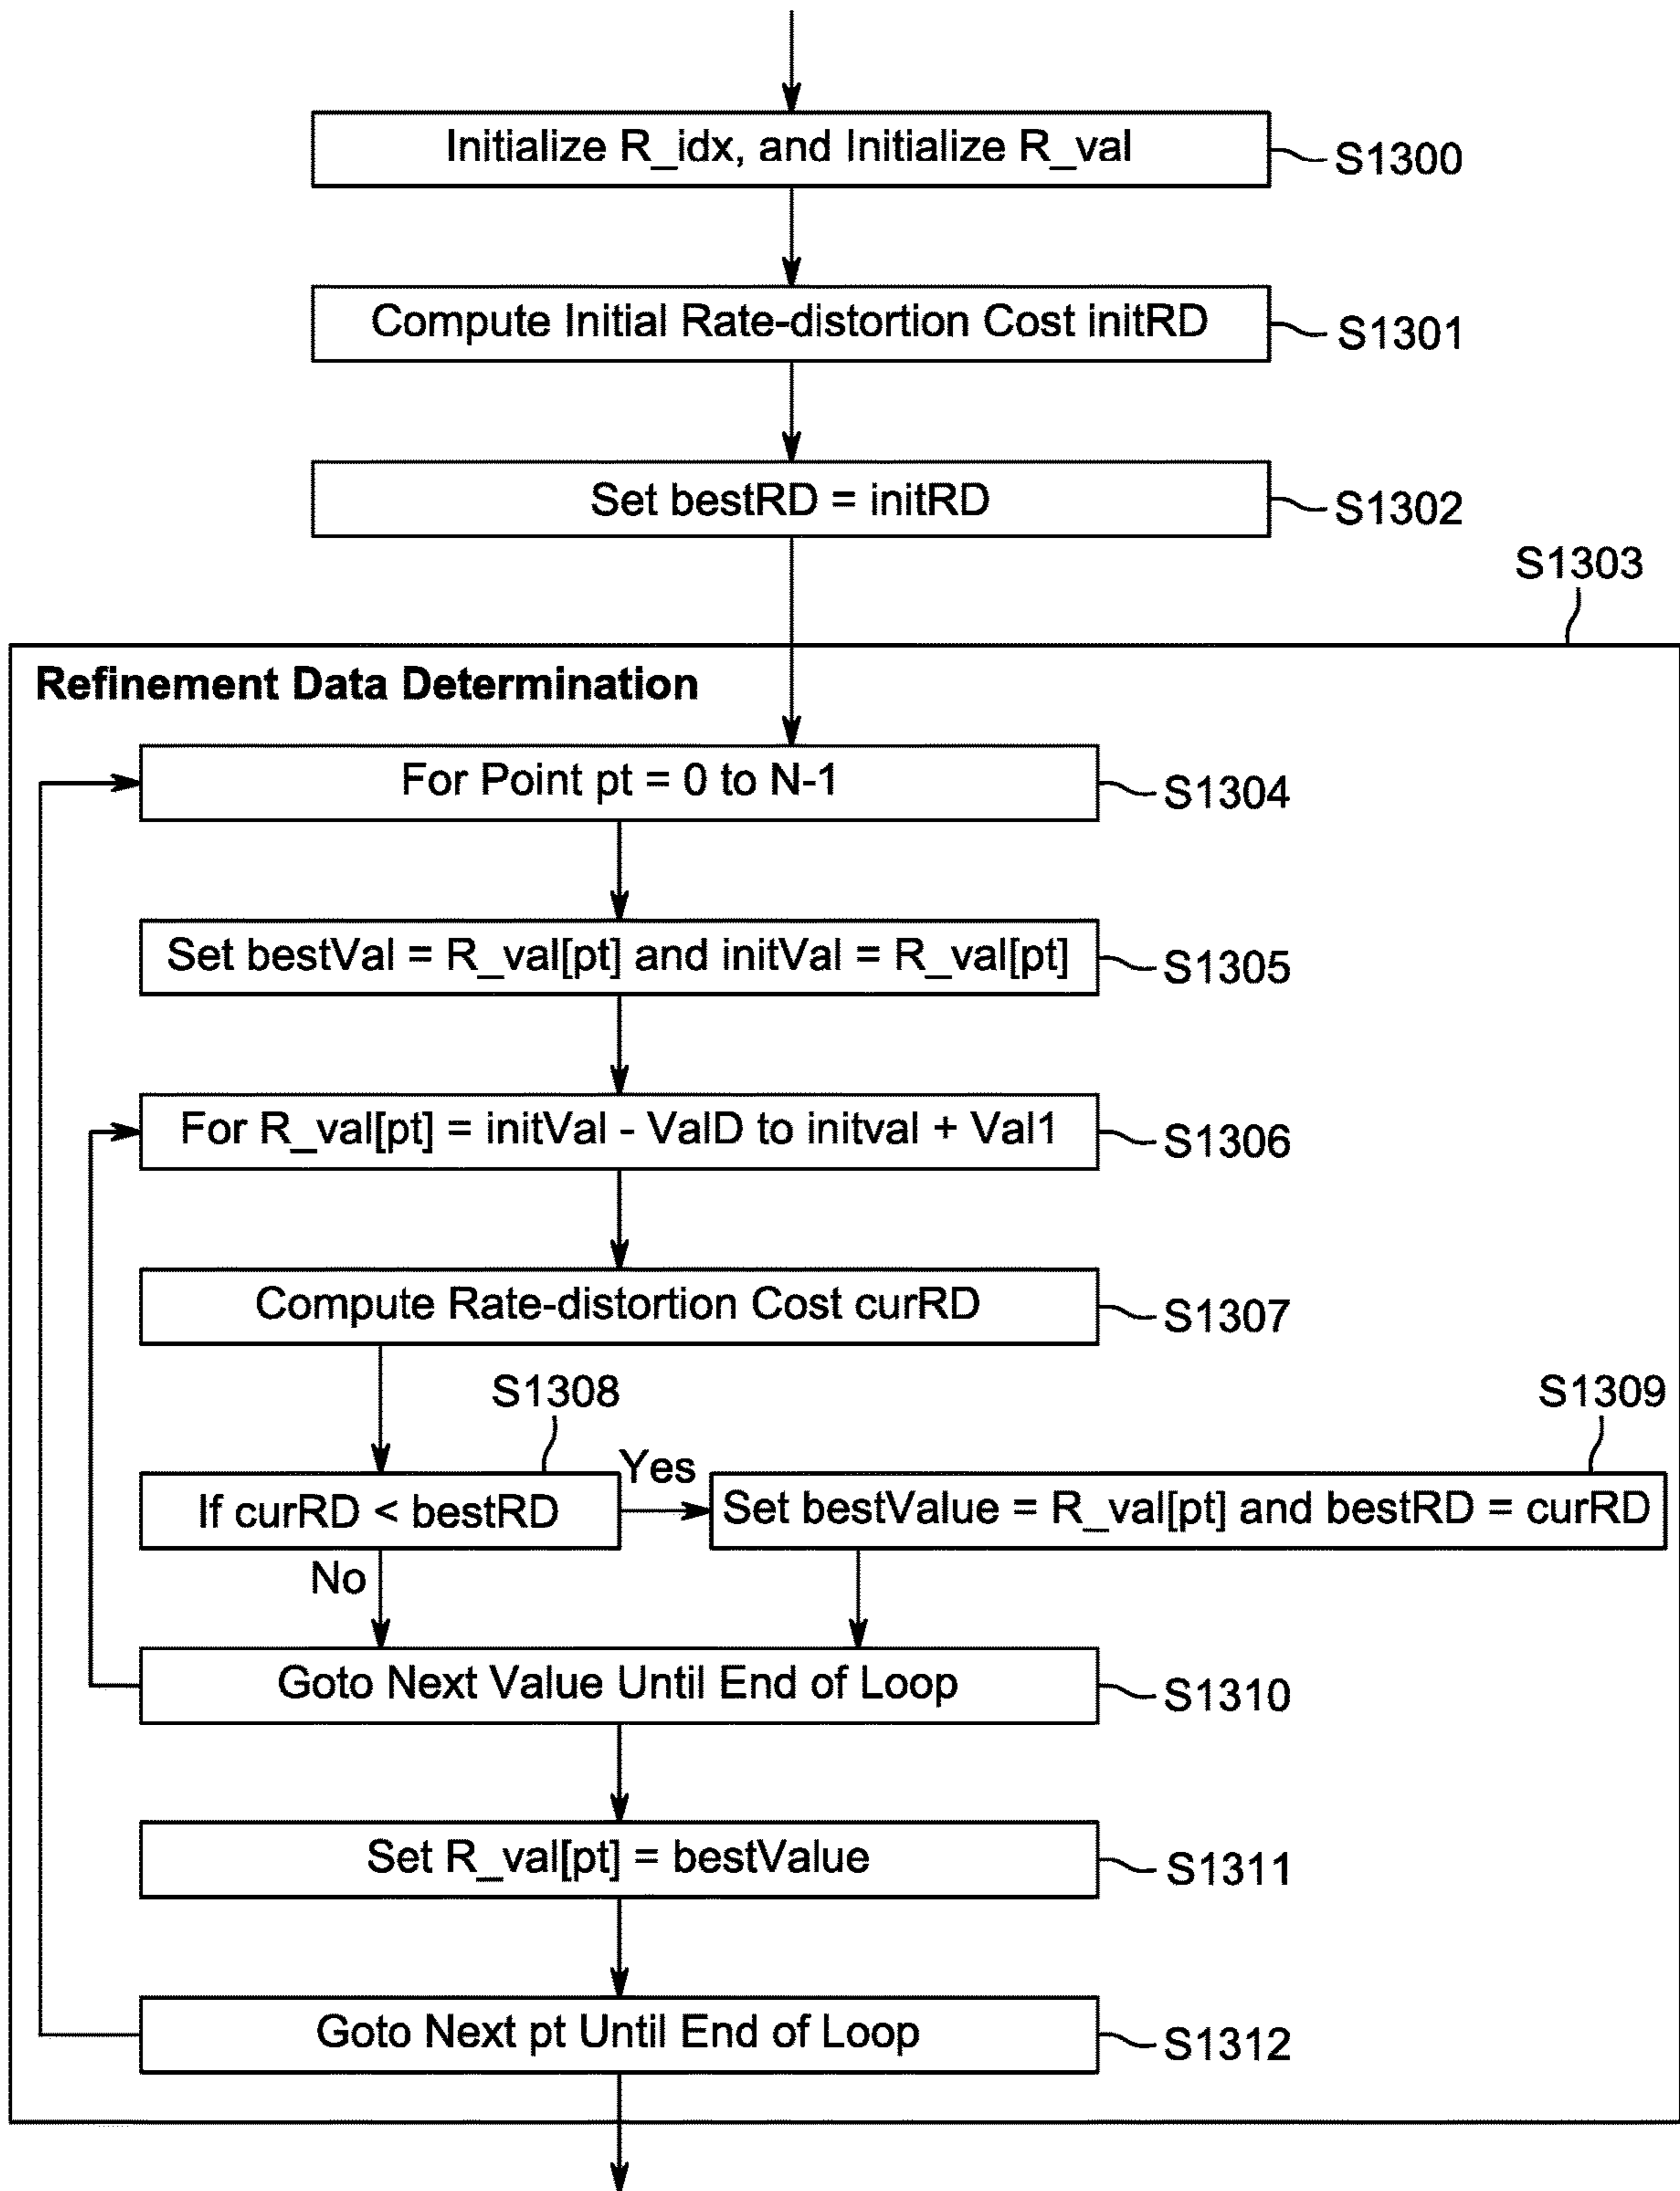 Initialize R_idx, and Initialize R_val
S1300
Compute Initial Rate-distortion Cost initRD
S1301
Set bestRD = initRD
S1302
S1303
Refinement Data Determination
For Point pt = 0 to N-1
S1304
Set bestVal = R_val[pt] and initVal = R_val[pt]
S1305
For R_val[pt] = initVal - ValD to initval + Val1
S1306
Compute Rate-distortion Cost curRD
S1307
S1308
S1309
If curRD < bestRD
Yes
Set bestValue = R_val[pt] and bestRD = curRD
No
Goto Next Value Until End of Loop
S1310
Set R_val[pt] = bestValue
S1311
Goto Next pt Until End of Loop
S1312